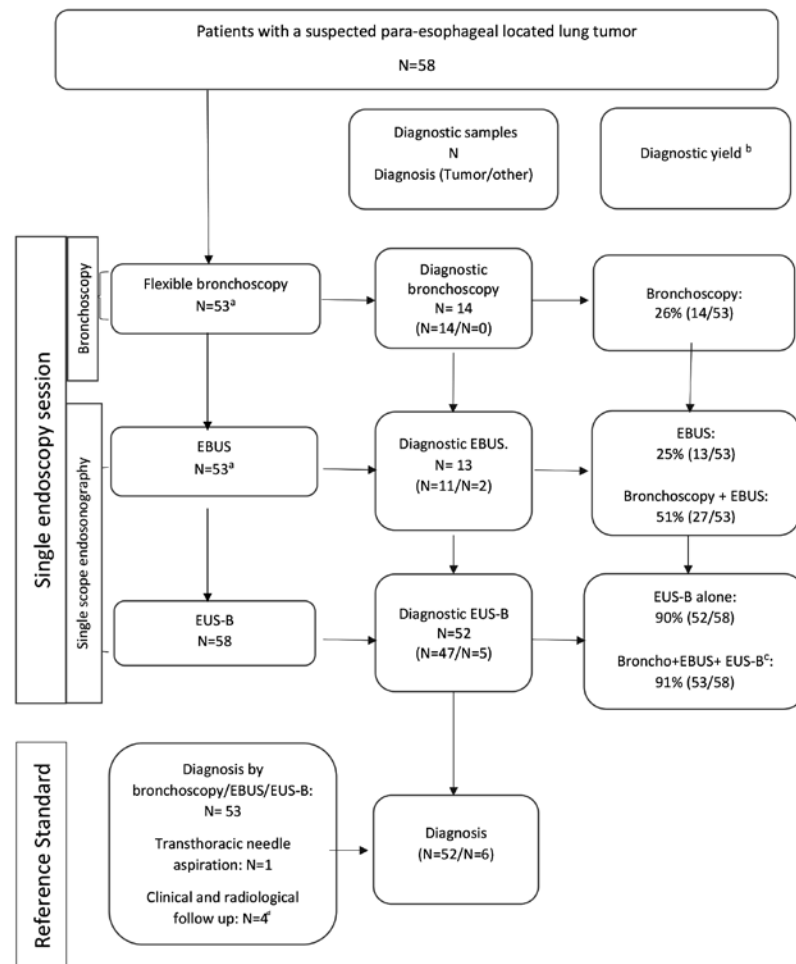 Patients with a suspected para-esophageal located lung tumor
N=58
Diagnostic samples
N
Diagnosis (Tumor/other)
Diagnostic yield b
Single endoscopy session
Bronchoscopy
Flexible bronchoscopy
N=53a
Diagnostic
bronchoscopy
N= 14
(N=14/N=0)
Bronchoscopy:
26% (14/53)
Single scope endosonography
EBUS
N=53a
Diagnostic EBUS.
N= 13
(N=11/N=2)
EBUS:
25% (13/53)
Bronchoscopy + EBUS:
51% (27/53)
EUS-B
N=58
Diagnostic EUS-B
N=52
(N=47/N=5)
EUS-B alone:
90% (52/58)
Broncho+EBUS+ EUS-Bc:
91% (53/58)
Reference Standard
Diagnosis by
bronchoscopy/EBUS/EUS-B:
N= 53
Transthoracic needle
aspiration: N=1
Clinical and radiological
follow up: N=4
Diagnosis
(N=52/N=6)